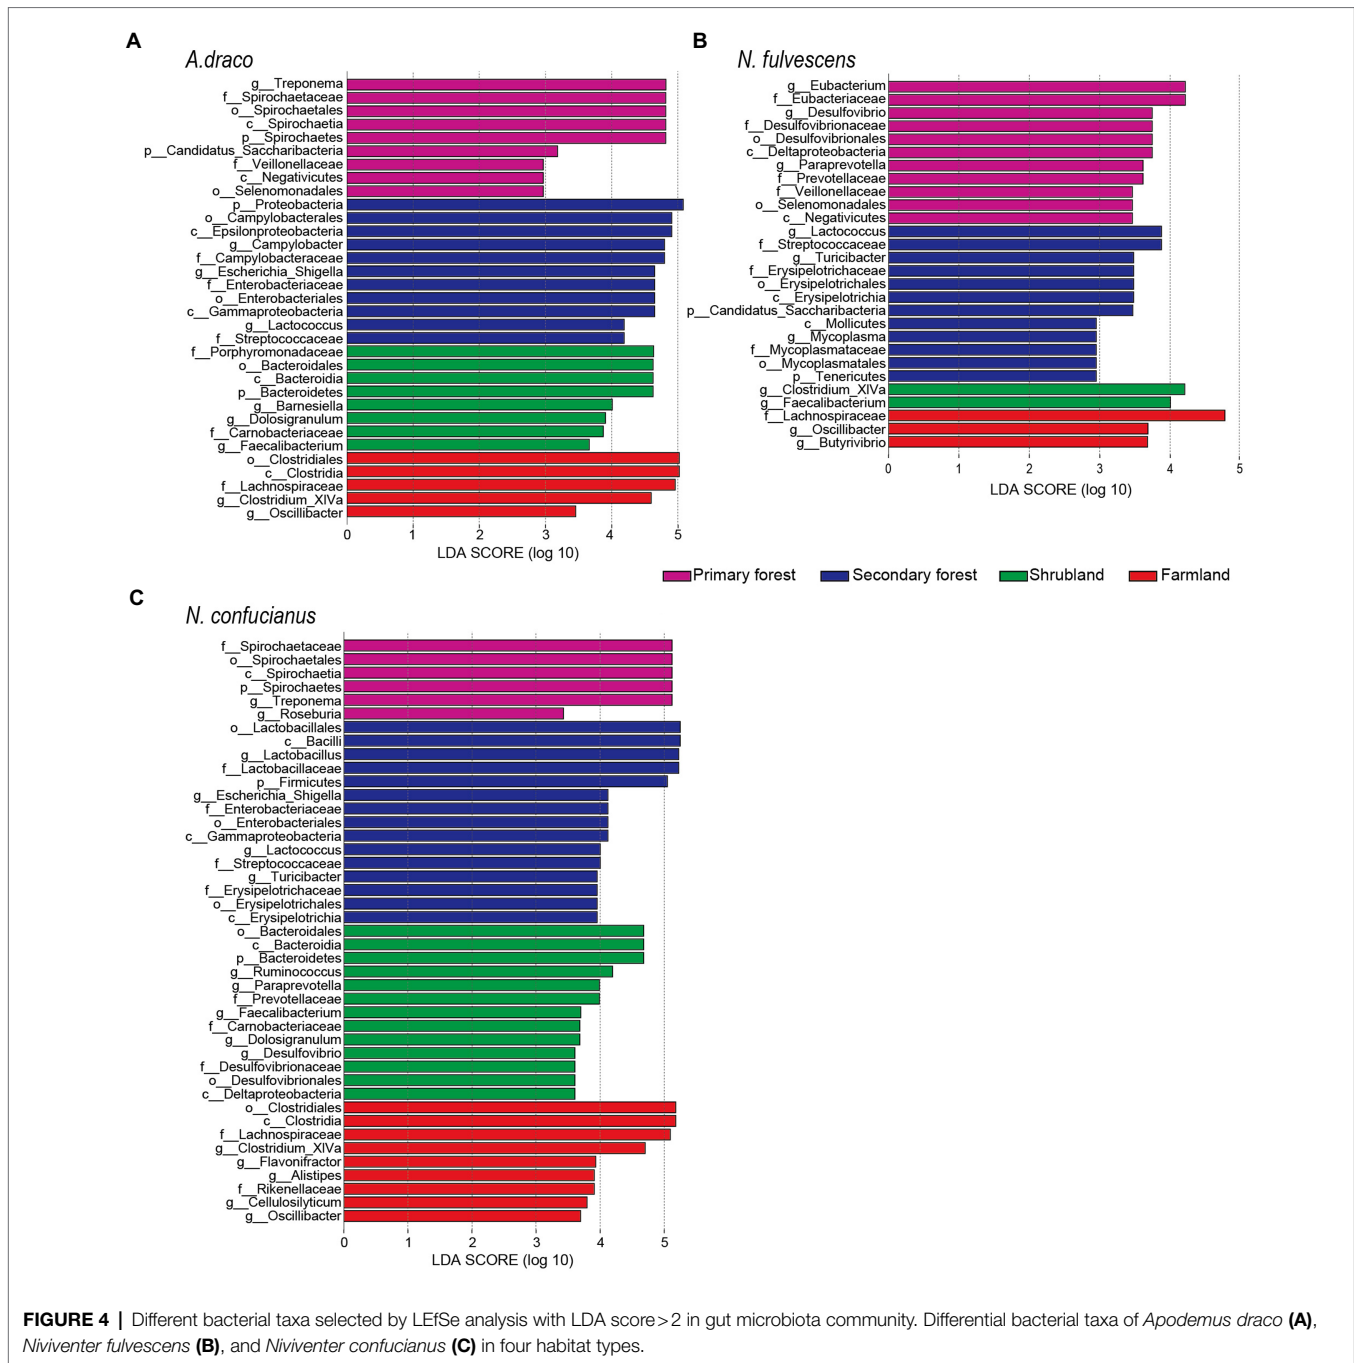 A
A.draco
g__Treponema
f__Spirochaetaceae
o__Spirochaetales
c__Spirochaetia
p__Spirochaetes
p__Candidatus_Saccharibacteria
f__Veillonellaceae
c__Negativicutes
o__Selenomonadales
p__Proteobacteria
o__Campylobacterales
c__Epsilonproteobacteria
g__Campylobacter
f__Campylobacteraceae
g__Escherichia_Shigella
f__Enterobacteriaceae
o__Enterobacteriales
c__Gammaproteobacteria
g__Lactococcus
f__Streptococcaceae
f__Porphyromonadaceae
o__Bacteroidales
c__Bacteroidia
p__Bacteroidetes
g__Barnesiella
g__Dolosigranulum
f__Carnobacteriaceae
g__Faecalibacterium
o__Clostridiales
c__Clostridia
f__Lachnospiraceae
g__Clostridium_XIVa
g__Oscillibacter
0 1 2 3 4 5
LDA SCORE (log 10)
B
N. fulvescens
g__Eubacterium
f__Eubacteriaceae
g__Desulfovibrio
f__Desulfovibrionaceae
o__Desulfovibrionales
c__Deltaproteobacteria
g__Paraprevotella
f__Prevotellaceae
f__Veillonellaceae
o__Selenomonadales
c__Negativicutes
g__Lactococcus
f__Streptococcaceae
g__Turicibacter
f__Erysipelotrichaceae
o__Erysipelotrichales
c__Erysipelotrichia
p__Candidatus_Saccharibacteria
c__Mollicutes
g__Mycoplasma
f__Mycoplasmataceae
o__Mycoplasmatales
p__Tenericutes
g__Clostridium_XIVa
g__Faecalibacterium
f__Lachnospiraceae
g__Oscillibacter
g__Butyrivibrio
0 1 2 3 4 5
LDA SCORE (log 10)
Primary forest Secondary forest Shrubland Farmland
C
N. confucianus
f__Spirochaetaceae
o__Spirochaetales
c__Spirochaetia
p__Spirochaetes
g__Treponema
g__Roseburia
o__Lactobacillales
c__Bacilli
g__Lactobacillus
f__Lactobacillaceae
p__Firmicutes
g__Escherichia_Shigella
f__Enterobacteriaceae
o__Enterobacteriales
c__Gammaproteobacteria
g__Lactococcus
f__Streptococcaceae
g__Turicibacter
f__Erysipelotrichaceae
o__Erysipelotrichales
c__Erysipelotrichia
o__Bacteroidales
c__Bacteroidia
p__Bacteroidetes
g__Ruminococcus
g__Paraprevotella
f__Prevotellaceae
g__Faecalibacterium
f__Carnobacteriaceae
g__Dolosigranulum
g__Desulfovibrio
f__Desulfovibrionaceae
o__Desulfovibrionales
c__Deltaproteobacteria
o__Clostridiales
c__Clostridia
f__Lachnospiraceae
g__Clostridium_XIVa
g__Flavonifractor
g__Alistipes
f__Rikenellaceae
g__Cellulosilyticum
g__Oscillibacter
0 1 2 3 4 5
LDA SCORE (log 10)
FIGURE 4 | Different bacterial taxa selected by LEfSe analysis with LDA score > 2 in gut microbiota community. Differential bacterial taxa of Apodemus draco (A),
Niviventer fulvescens (B), and Niviventer confucianus (C) in four habitat types.